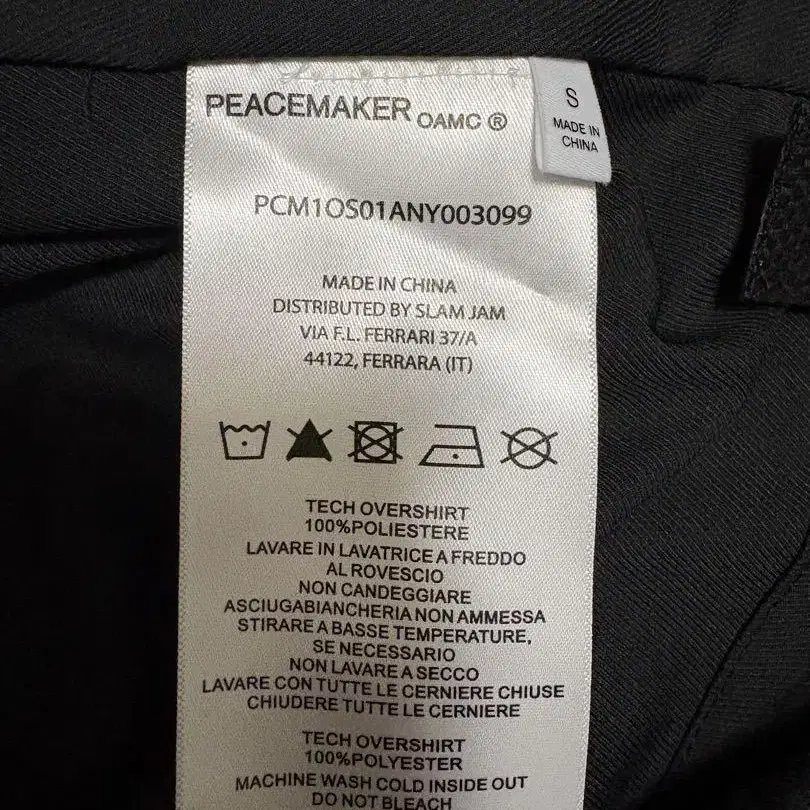 PEACEMAKER OAMC ®
S
MADE IN
CHINA
PCM1OS01ANY003099
MADE IN CHINA
DISTRIBUTED BY SLAM JAM
VIA F.L. FERRARI 37/A
44122, FERRARA (IT)
TECH OVERSHIRT
100%POLIESTERE
LAVARE IN LAVATRICE A FREDDO
AL ROVESCIO
NON CANDEGGIARE
ASCIUGABIANCHERIA NON AMMESSA
STIRARE A BASSE TEMPERATURE,
SE NECESSARIO
NON LAVARE A SECCO
LAVARE CON TUTTE LE CERNIERE CHIUSE
CHIUDERE TUTTE LE CERNIERE
TECH OVERSHIRT
100%POLYESTER
MACHINE WASH COLD INSIDE OUT
DO NOT BLEACH